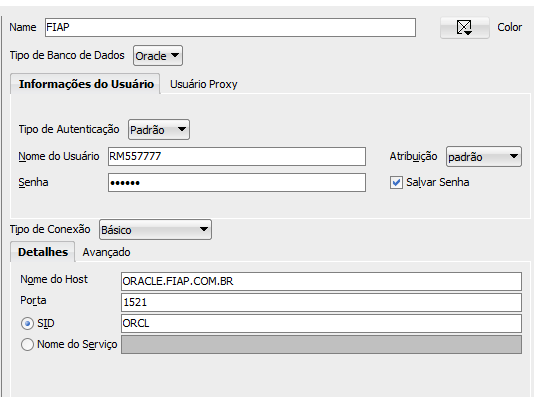 Name FIAP Color
Tipo de Banco de Dados Oracle
Informações do Usuário Usuário Proxy
Tipo de Autenticação Padrão
Nome do Usuário RM557777 Atribuição padrão
Senha •••••• Salvar Senha
Tipo de Conexão Básico
Detalhes Avançado
Nome do Host ORACLE.FIAP.COM.BR
Porta 1521
SID ORCL
Nome do Serviço